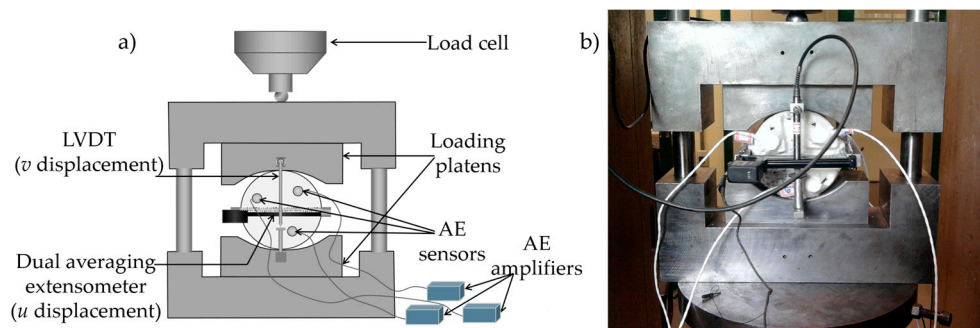 a)
Load cell
b)
LVDT
(v displacement)
Loading
platens
AE
sensors
AE
amplifiers
Dual averaging
extensometer
(u displacement)